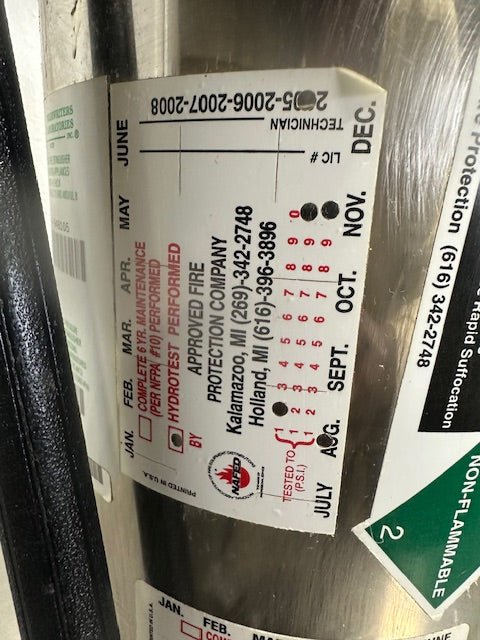 2005-2006-2007-2008
TECHNICIAN
LIC #
JAN. FEB. MAR. APR. MAY JUNE
COMPLETE 6 YR. MAINTENANCE
(PER NFPA #10) PERFORMED
HYDROTEST PERFORMED
BY
APPROVED FIRE
PROTECTION COMPANY
Kalamazoo, MI (269)-342-2748
Holland, MI (616)-396-3896
TESTED TO
(P.S.I.)
1 2 3 4 5 6 7 8 9 0
1 2 3 4 5 6 7 8 9
1 2 3 4 5 6 7 8 9
JULY AUG. SEPT. OCT. NOV. DEC.
NAFED
PRINTED IN U.S.A.
Protection (616) 342-2748
Rapid Suffocation
NON-FLAMMABLE
2
JAN. FEB.